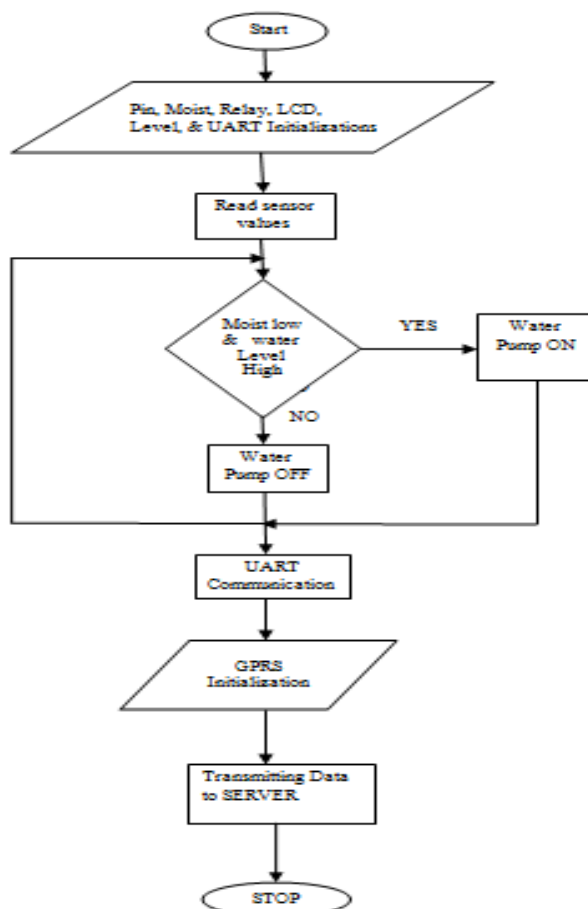 Start
Pin, Moist, Relay, LCD,
Level, & UART Initializations
Read sensor
values
Moist low
& water
Level
High
YES
Water
Pump ON
NO
Water
Pump OFF
UART
Communication
GPRS
Initialization
Transmitting Data
to SERVER
STOP